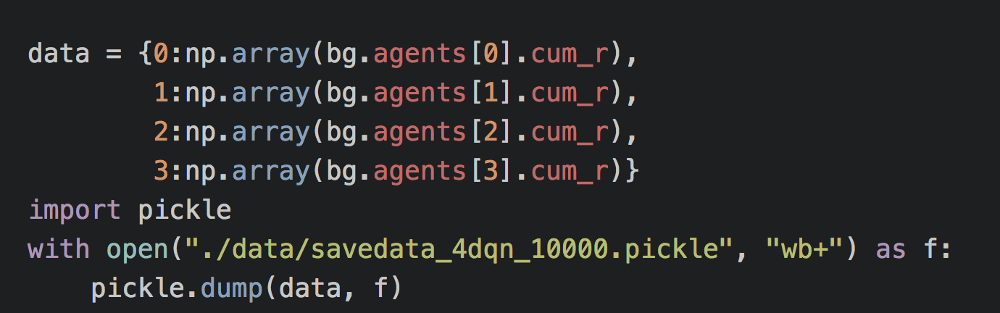 data = {0:np.array(bg.agents[0].cum_r),
        1:np.array(bg.agents[1].cum_r),
        2:np.array(bg.agents[2].cum_r),
        3:np.array(bg.agents[3].cum_r)}
import pickle
with open("./data/savedata_4dqn_10000.pickle", "wb+") as f:
    pickle.dump(data, f)